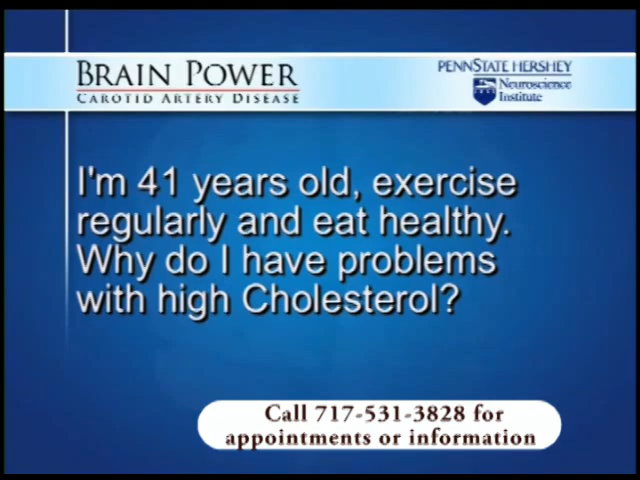 BRAIN POWER
CAROTID ARTERY DISEASE
PENNSTATE HERSHEY
Neuroscience
Institute
I'm 41 years old, exercise
regularly and eat healthy.
Why do I have problems
with high Cholesterol?
Call 717-531-3828 for
appointments or information